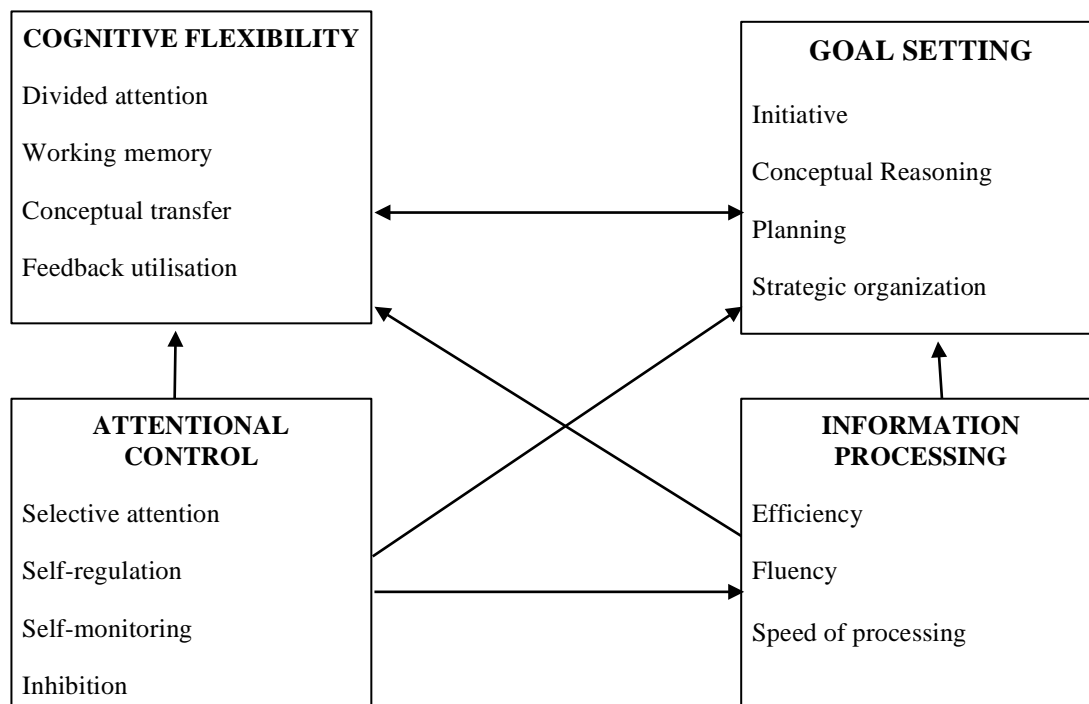 COGNITIVE FLEXIBILITY
Divided attention
Working memory
Conceptual transfer
Feedback utilisation
GOAL SETTING
Initiative
Conceptual Reasoning
Planning
Strategic organization
ATTENTIONAL
CONTROL
Selective attention
Self-regulation
Self-monitoring
Inhibition
INFORMATION
PROCESSING
Efficiency
Fluency
Speed of processing